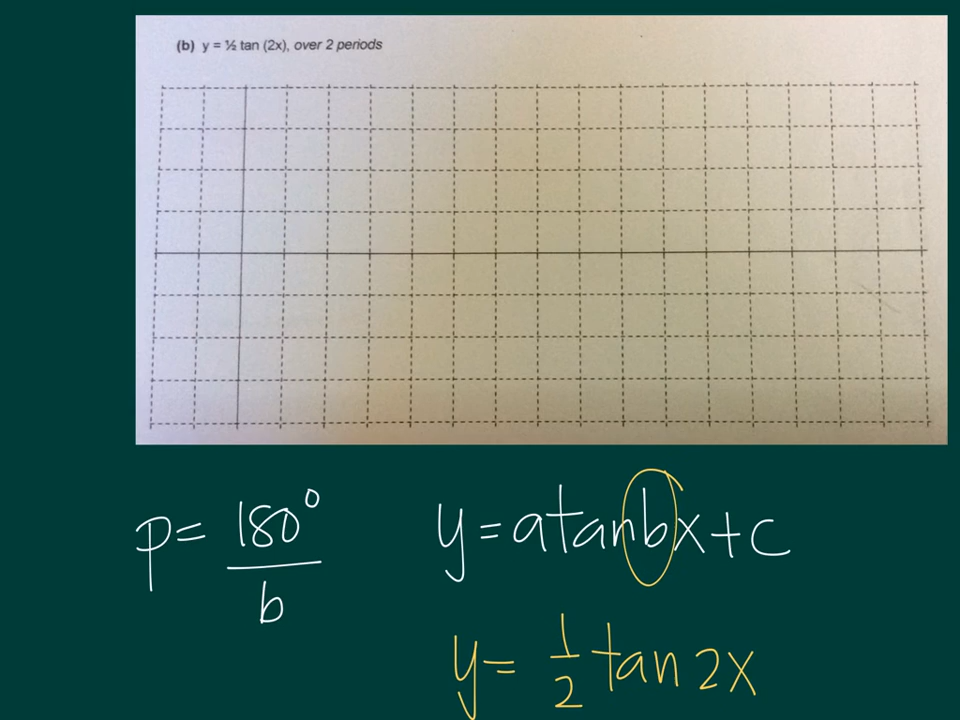 (b) y = ½ tan (2x), over 2 periods
p = 180° / b
y = a tan bx + c
y = 1/2 tan 2x